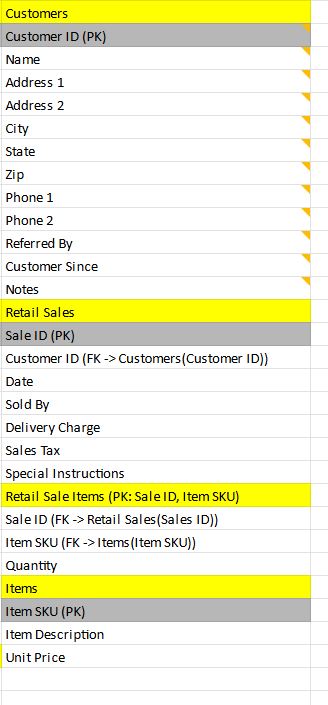 Customers
Customer ID (PK)
Name
Address 1
Address 2
City
State
Zip
Phone 1
Phone 2
Referred By
Customer Since
Notes
Retail Sales
Sale ID (PK)
Customer ID (FK -> Customers(Customer ID))
Date
Sold By
Delivery Charge
Sales Tax
Special Instructions
Retail Sale Items (PK: Sale ID, Item SKU)
Sale ID (FK -> Retail Sales(Sales ID))
Item SKU (FK -> Items(Item SKU))
Quantity
Items
Item SKU (PK)
Item Description
Unit Price